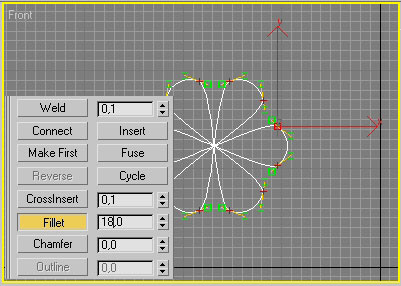 Front
Weld 0,1
Connect Insert
Make First Fuse
Reverse Cycle
CrossInsert 0,1
Fillet 18,0
Chamfer 0,0
Outline 0,0